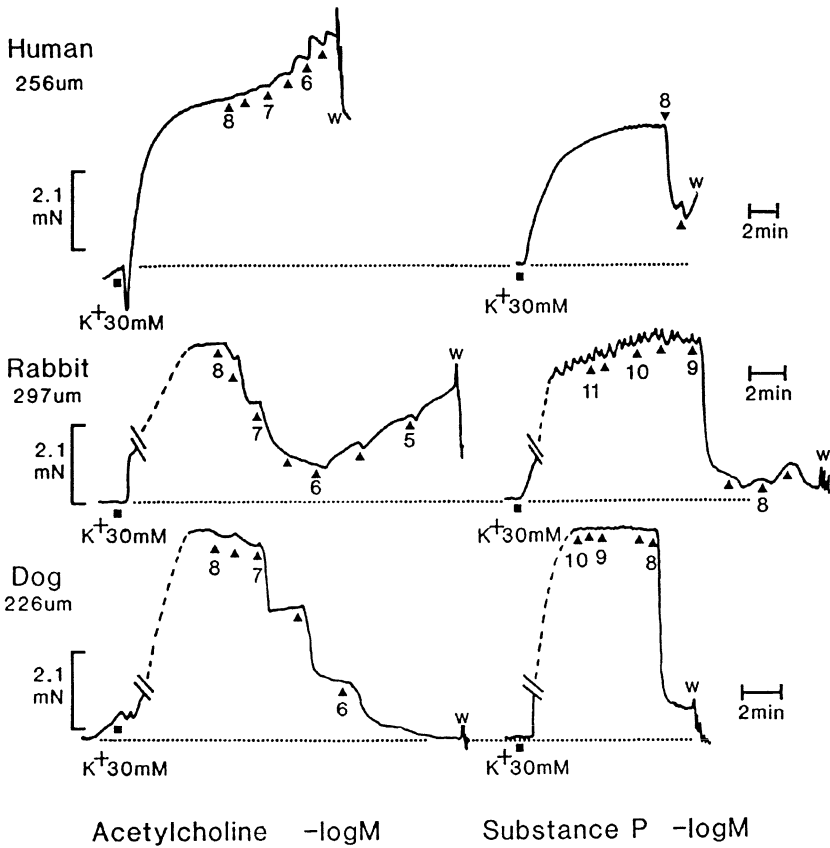 Human
256um
8 7 6
w
8
w
2.1
mN
2min
K+30mM
K+30mM
Rabbit
297um
8 7 6 5
w
11 10 9
8
w
2.1
mN
2min
K+30mM
K+30mM
Dog
226um
8 7 6
w
10 9 8
w
2.1
mN
2min
K+30mM
K+30mM
Acetylcholine -logM
Substance P -logM